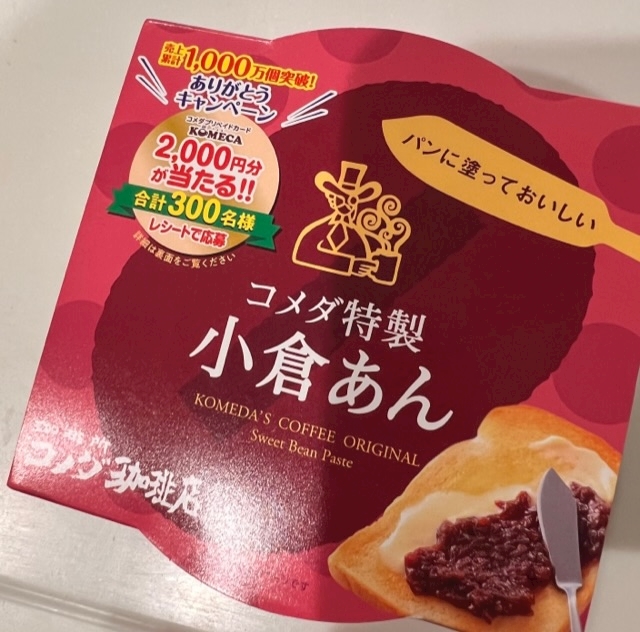 売上累計1,000万個突破!
ありがとう
キャンペーン
コメダプリペイドカード
KOMECA
2,000円分
が当たる!!
合計300名様
レシートで応募
詳細は裏面をご覧ください
パンに塗っておいしい
コメダ特製
小倉あん
KOMEDA'S COFFEE ORIGINAL
Sweet Bean Paste
コメダ珈琲店